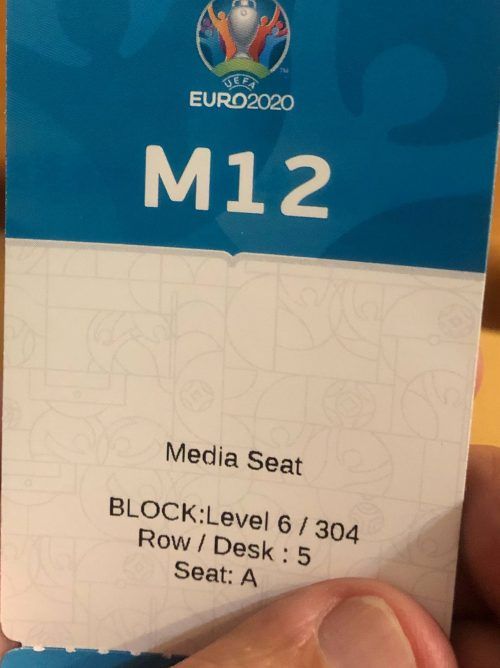 UEFA
EURO2020
M12
Media Seat
BLOCK:Level 6 / 304
Row / Desk : 5
Seat: A